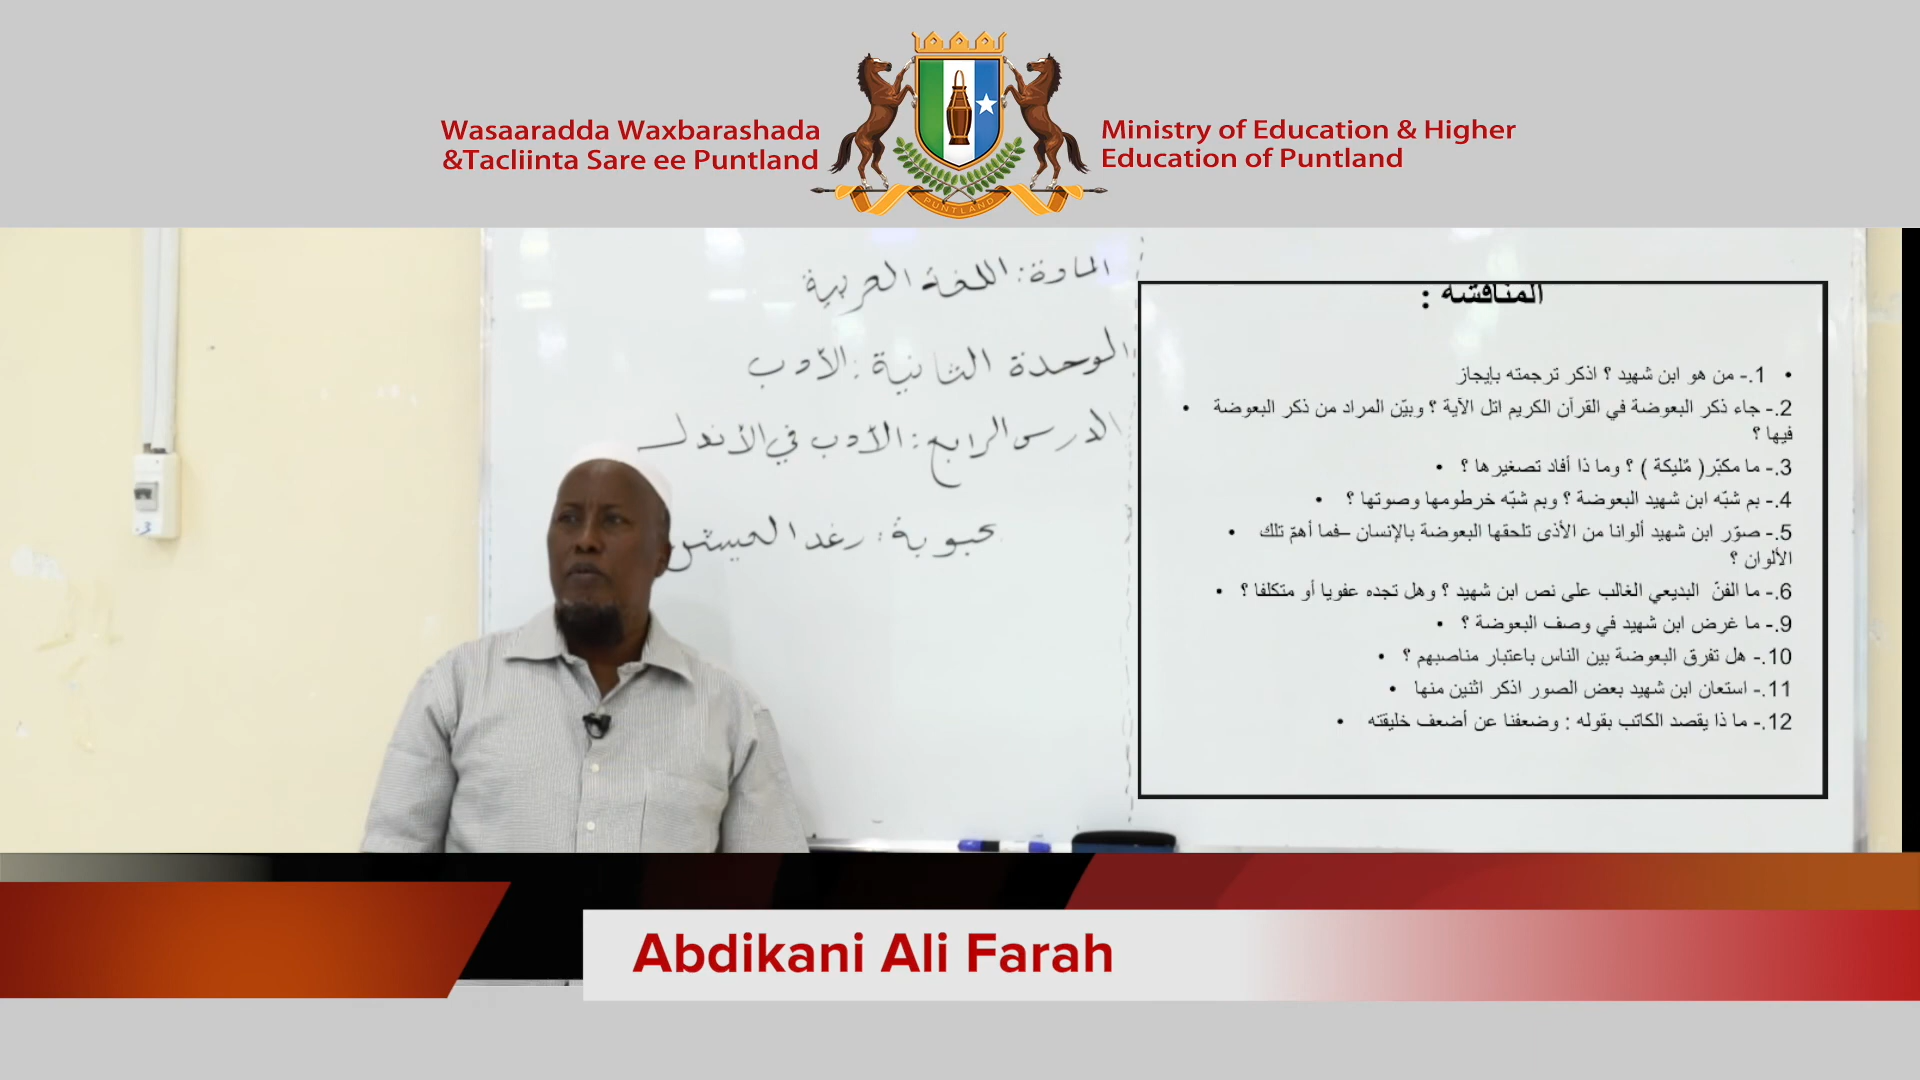 Wasaaradda Waxbarashada
&Tacliinta Sare ee Puntland
Ministry of Education & Higher
Education of Puntland
PUNTLAND
المادة: اللغة العربية
الوحدة الثانية: الأدب
الدرس الرابع: الأدب في الأندلـ
محبوبة: رغد العيش
المناقشه :
• 1.- من هو ابن شهيد ؟ اذكر ترجمته بإيجاز
2.- جاء ذكر البعوضة في القرآن الكريم اتل الآية ؟ وبيّن المراد من ذكر البعوضة •
فيها ؟
3.- ما مكبّر( مُليكة ) ؟ وما ذا أفاد تصغيرها ؟ •
4.- بم شبّه ابن شهيد البعوضة ؟ وبم شبّه خرطومها وصوتها ؟ •
5.- صوّر ابن شهيد ألوانا من الأذى تلحقها البعوضة بالإنسان –فما أهمّ تلك •
الألوان ؟
6.- ما الفنّ البديعي الغالب على نص ابن شهيد ؟ وهل تجده عفويا أو متكلفا ؟ •
9.- ما غرض ابن شهيد في وصف البعوضة ؟ •
10.- هل تفرق البعوضة بين الناس باعتبار مناصبهم ؟ •
11.- استعان ابن شهيد بعض الصور اذكر اثنين منها •
12.- ما ذا يقصد الكاتب بقوله : وضعفنا عن أضعف خليقته •
Abdikani Ali Farah